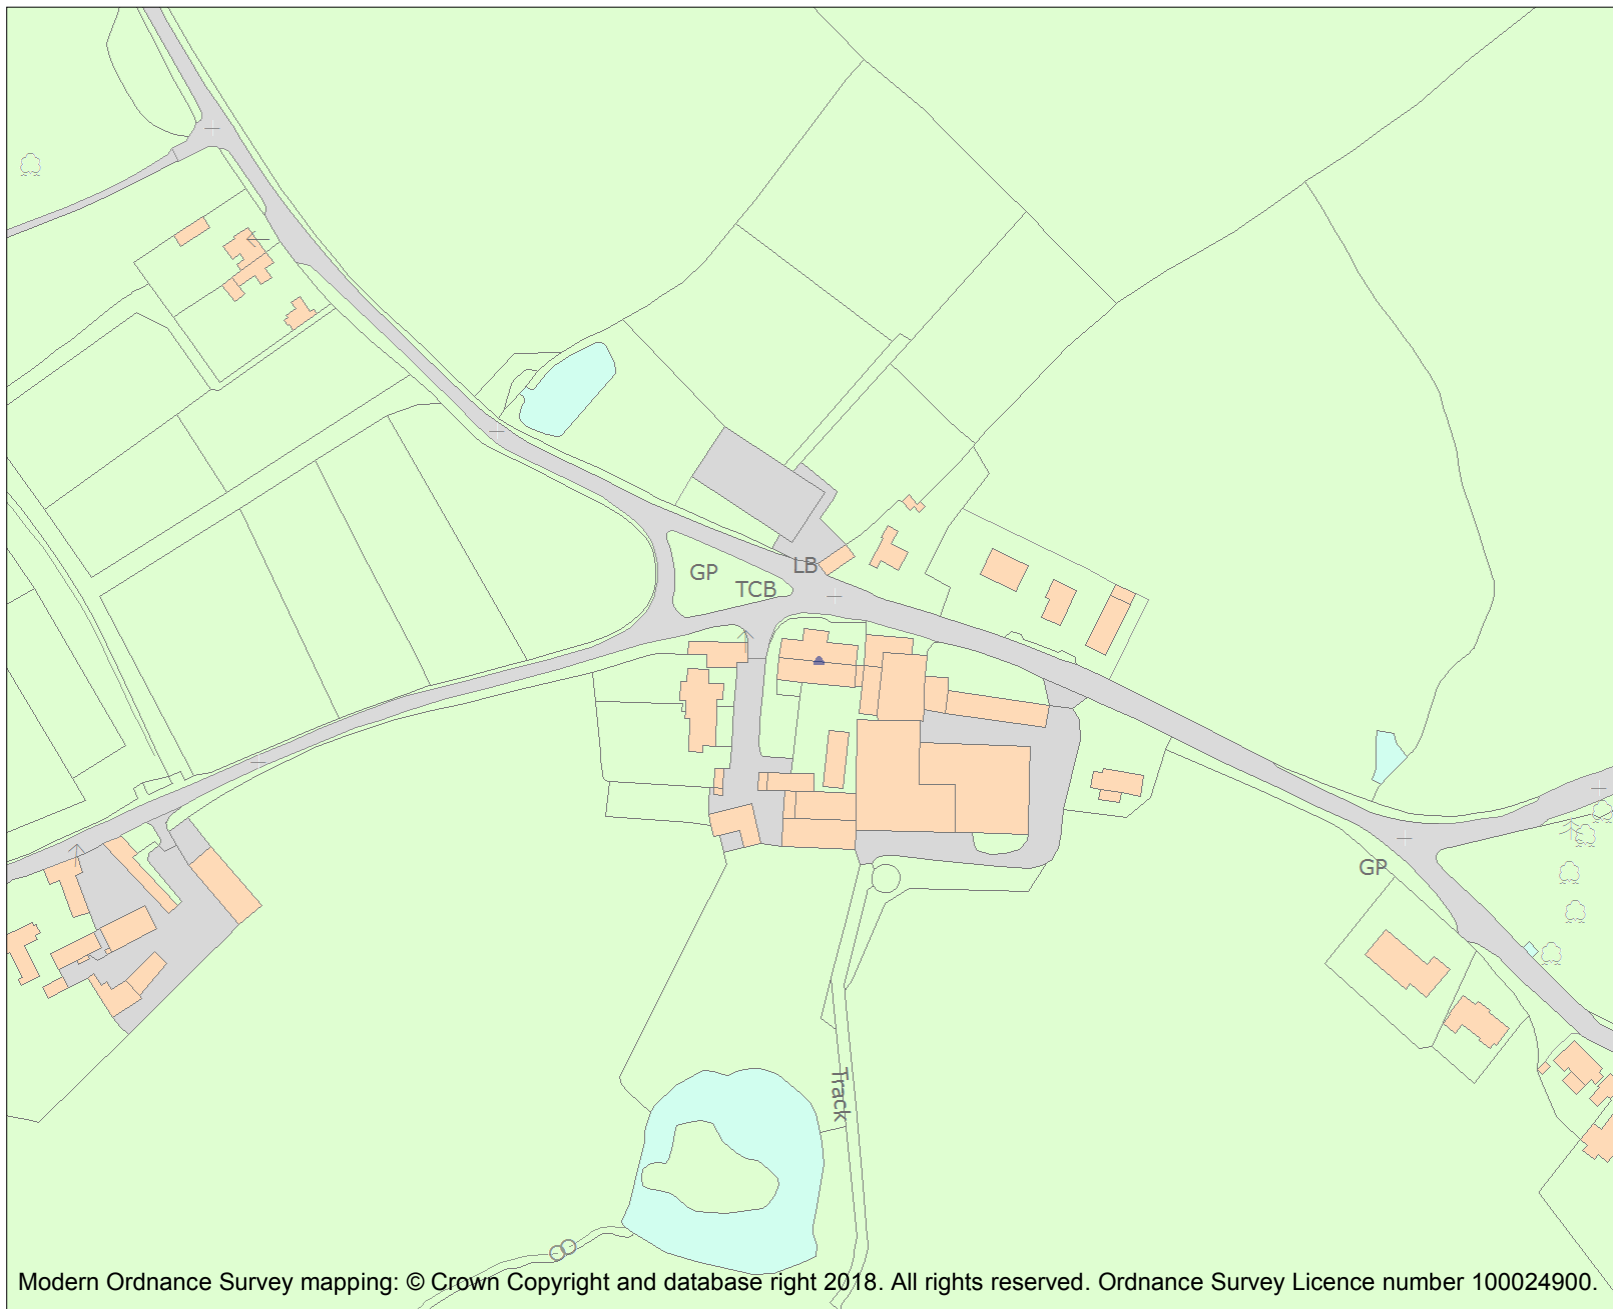 LB
GP
TCB
GP
Track
Modern Ordnance Survey mapping: © Crown Copyright and database right 2018. All rights reserved. Ordnance Survey Licence number 100024900.